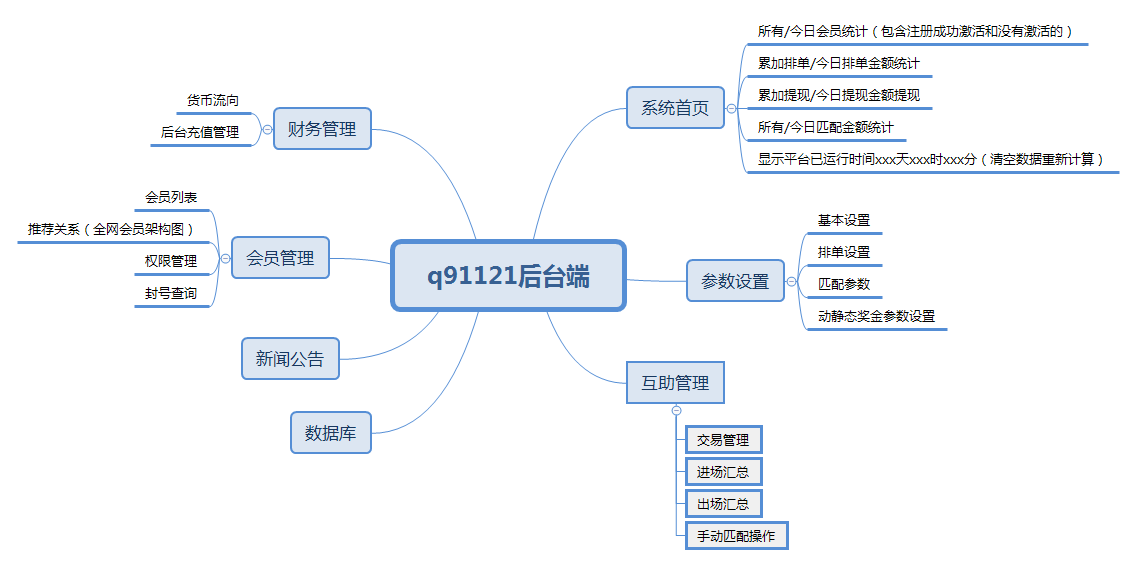 q91121后台端
系统首页
所有/今日会员统计（包含注册成功激活和没有激活的）
累加排单/今日排单金额统计
累加提现/今日提现金额提现
所有/今日匹配金额统计
显示平台已运行时间xxx天xxx时xxx分（清空数据重新计算）
参数设置
基本设置
排单设置
匹配参数
动静态奖金参数设置
互助管理
交易管理
进场汇总
出场汇总
手动匹配操作
财务管理
货币流向
后台充值管理
会员管理
会员列表
推荐关系（全网会员架构图）
权限管理
封号查询
新闻公告
数据库